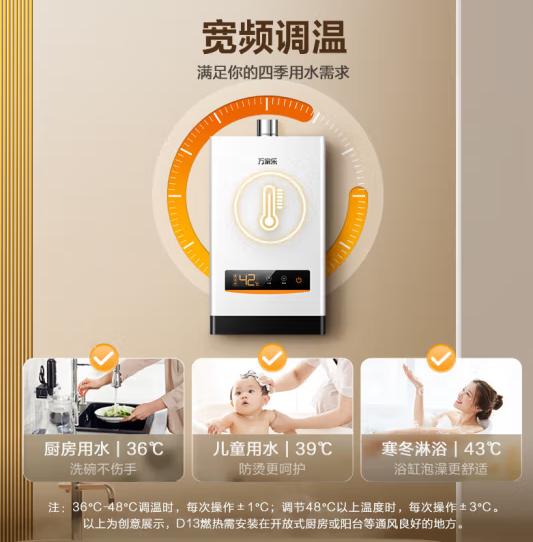 宽频调温
满足你的四季用水需求
万家乐
42℃
厨房用水 | 36℃
洗碗不伤手
儿童用水 | 39℃
防烫更呵护
寒冬淋浴 | 43℃
浴缸泡澡更舒适
注：36℃-48℃调温时，每次操作±1℃；调节48℃以上温度时，每次操作±3℃。
以上为创意展示，D13燃热需安装在开放式厨房或阳台等通风良好的地方。